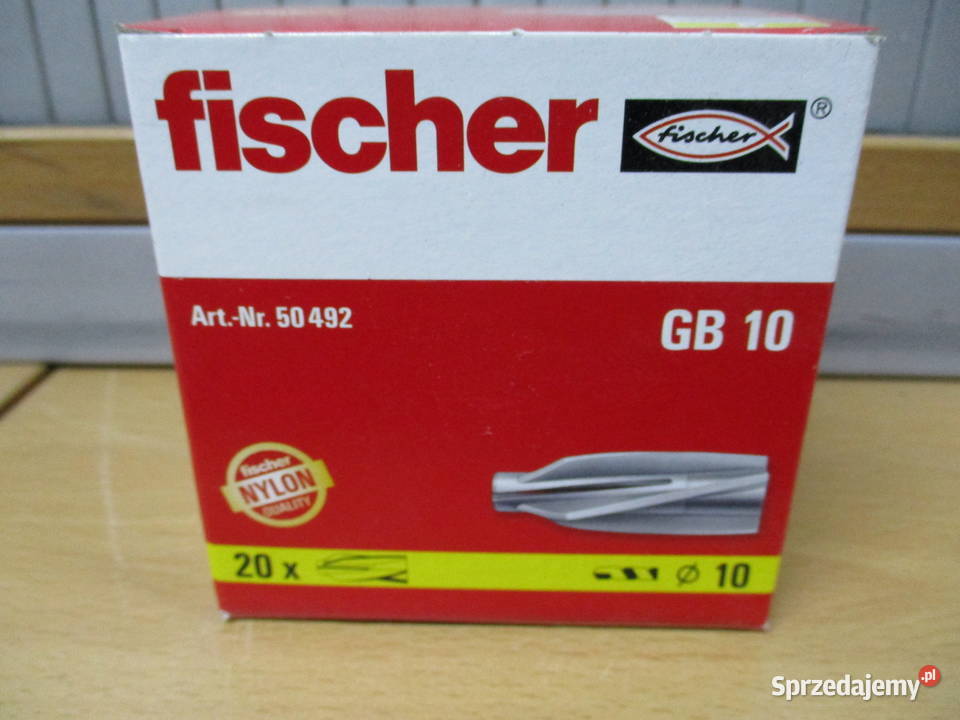 fischer
fischer ®
Art.-Nr. 50 492
GB 10
fischer
NYLON
QUALITY
20 x
ø 10
Sprzedajemy.pl